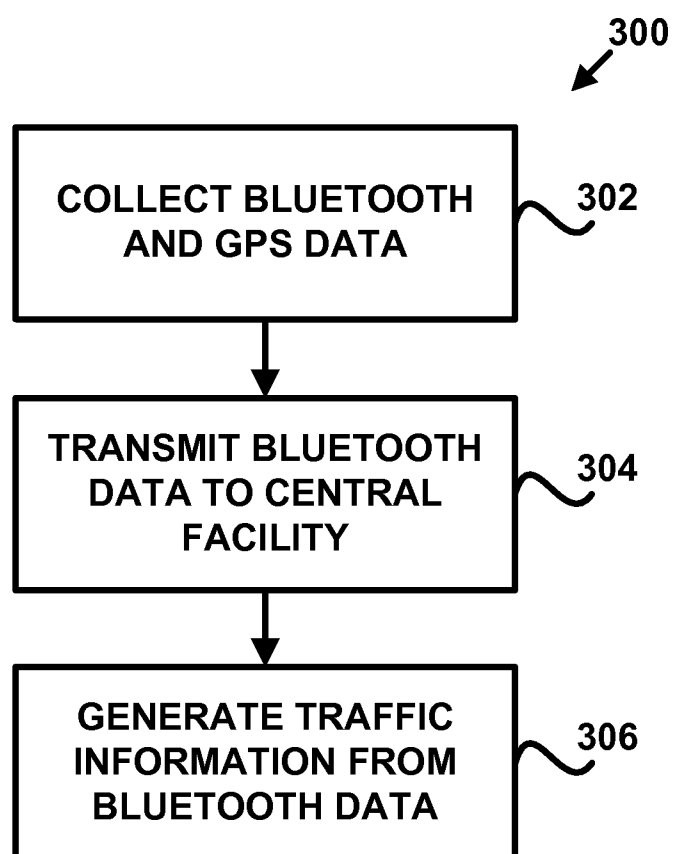 300
COLLECT BLUETOOTH
AND GPS DATA
302
TRANSMIT BLUETOOTH
DATA TO CENTRAL
FACILITY
304
GENERATE TRAFFIC
INFORMATION FROM
BLUETOOTH DATA
306